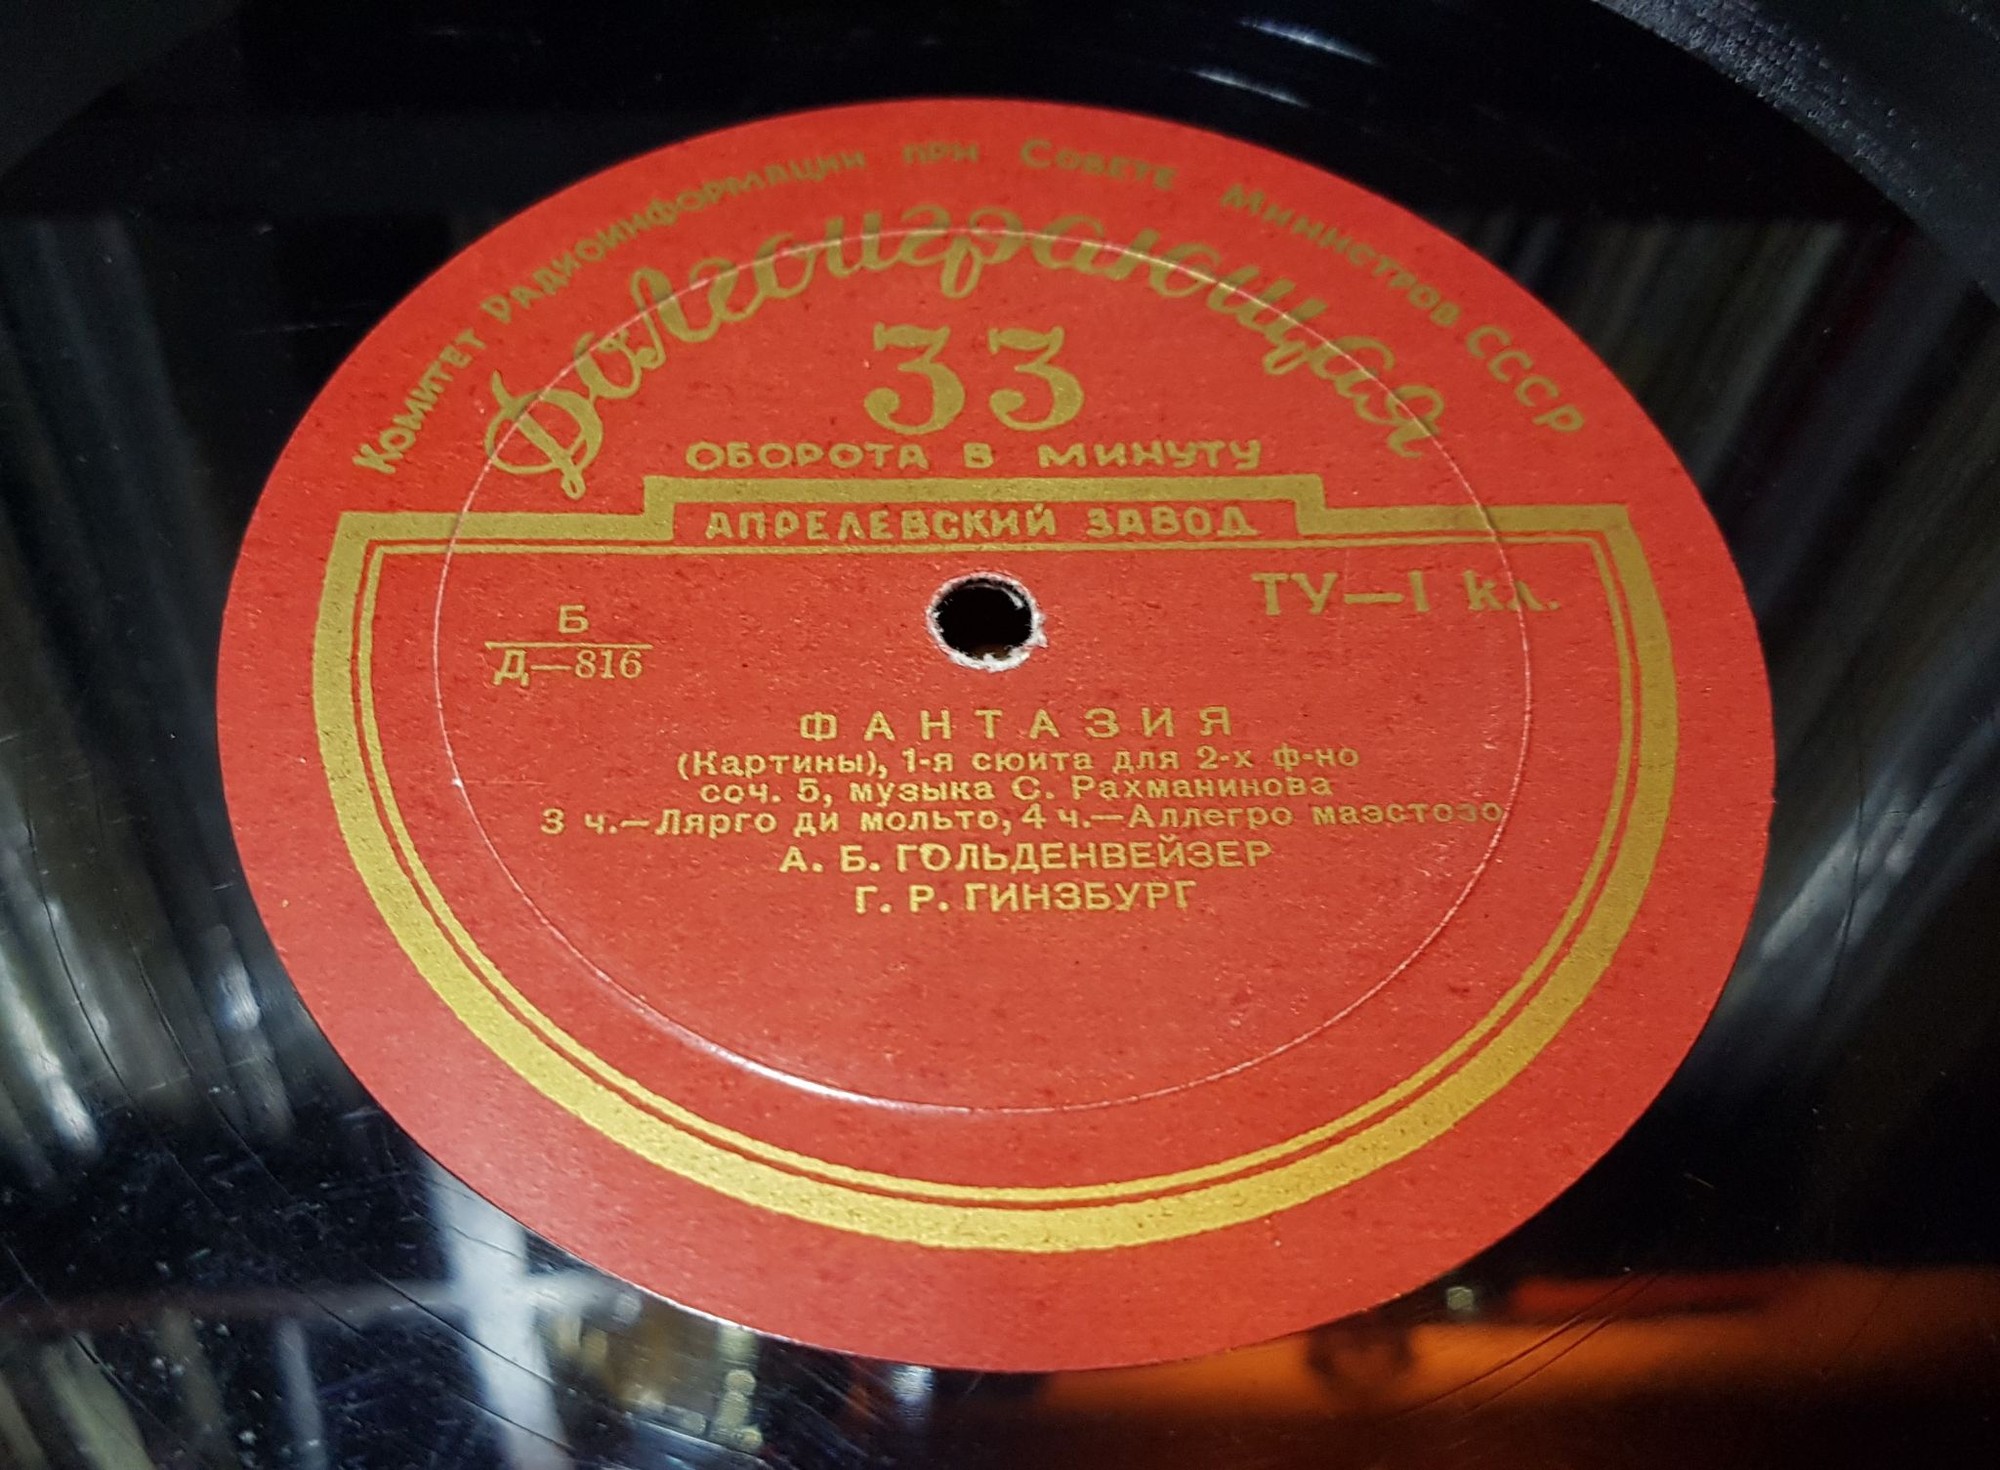 Комитет Радиоинформации при Совете Министров СССР
Долгоиграющая
33
ОБОРОТА В МИНУТУ
АПРЕЛЕВСКИЙ ЗАВОД
ТУ—I кл.
Б
Д—816
ФАНТАЗИЯ
(Картины), 1-я сюита для 2-х ф-но
соч. 5, музыка С. Рахманинова
3 ч.—Лярго ди мольто, 4 ч.—Аллегро маэстозо
А. Б. ГОЛЬДЕНВЕЙЗЕР
Г. Р. ГИНЗБУРГ